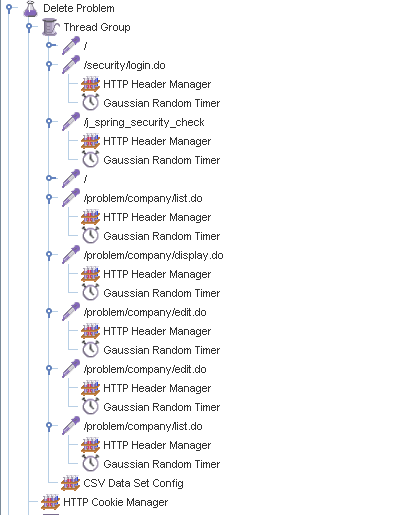 Delete Problem
Thread Group
/
/security/login.do
HTTP Header Manager
Gaussian Random Timer
/j_spring_security_check
HTTP Header Manager
Gaussian Random Timer
/
/problem/company/list.do
HTTP Header Manager
Gaussian Random Timer
/problem/company/display.do
HTTP Header Manager
Gaussian Random Timer
/problem/company/edit.do
HTTP Header Manager
Gaussian Random Timer
/problem/company/edit.do
HTTP Header Manager
Gaussian Random Timer
/problem/company/list.do
HTTP Header Manager
Gaussian Random Timer
CSV Data Set Config
HTTP Cookie Manager